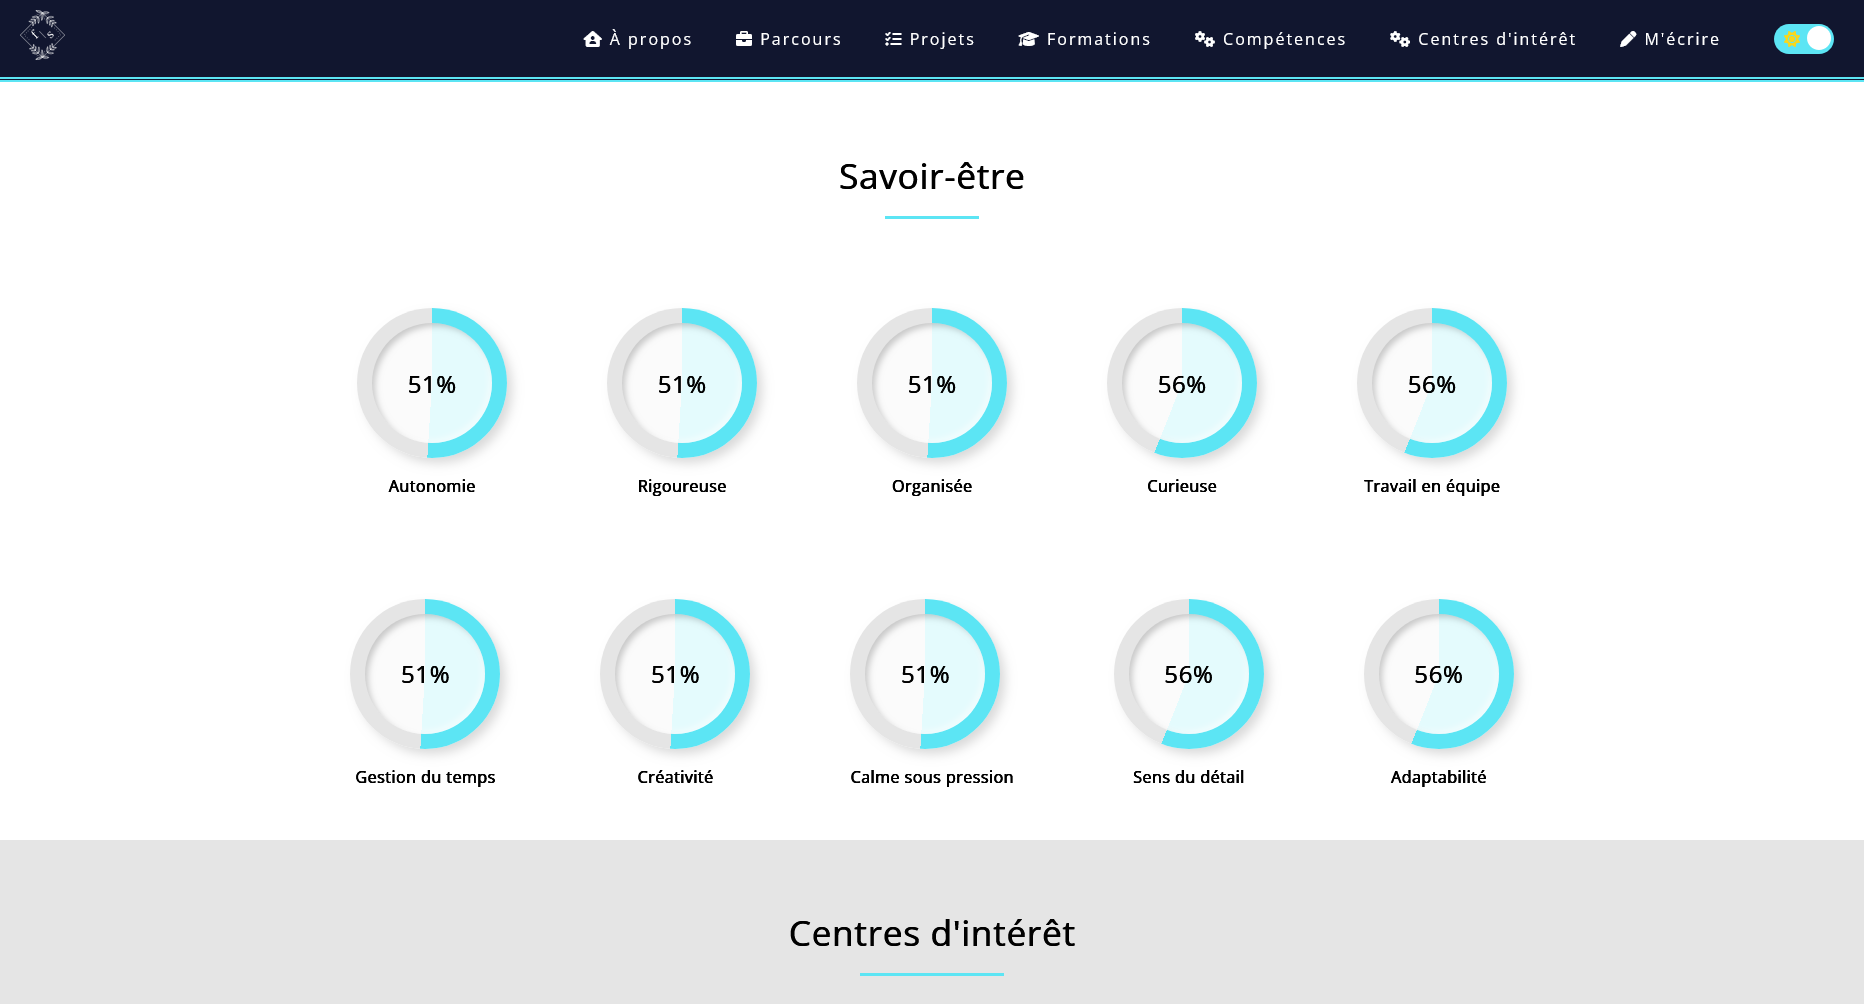 À propos Parcours Projets Formations Compétences Centres d'intérêt M'écrire
Savoir-être
51% 51% 51% 56% 56%
Autonomie Rigoureuse Organisée Curieuse Travail en équipe
51% 51% 51% 56% 56%
Gestion du temps Créativité Calme sous pression Sens du détail Adaptabilité
Centres d'intérêt